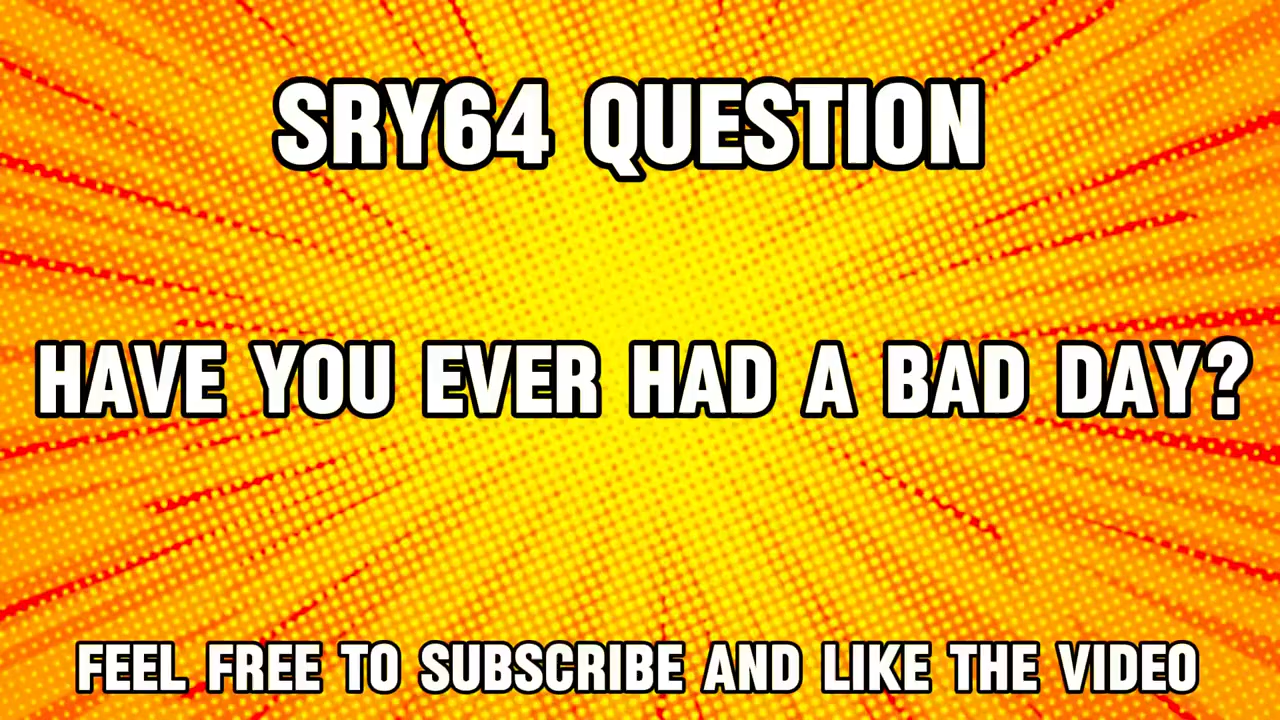 SRY64 QUESTION
HAVE YOU EVER HAD A BAD DAY?
FEEL FREE TO SUBSCRIBE AND LIKE THE VIDEO